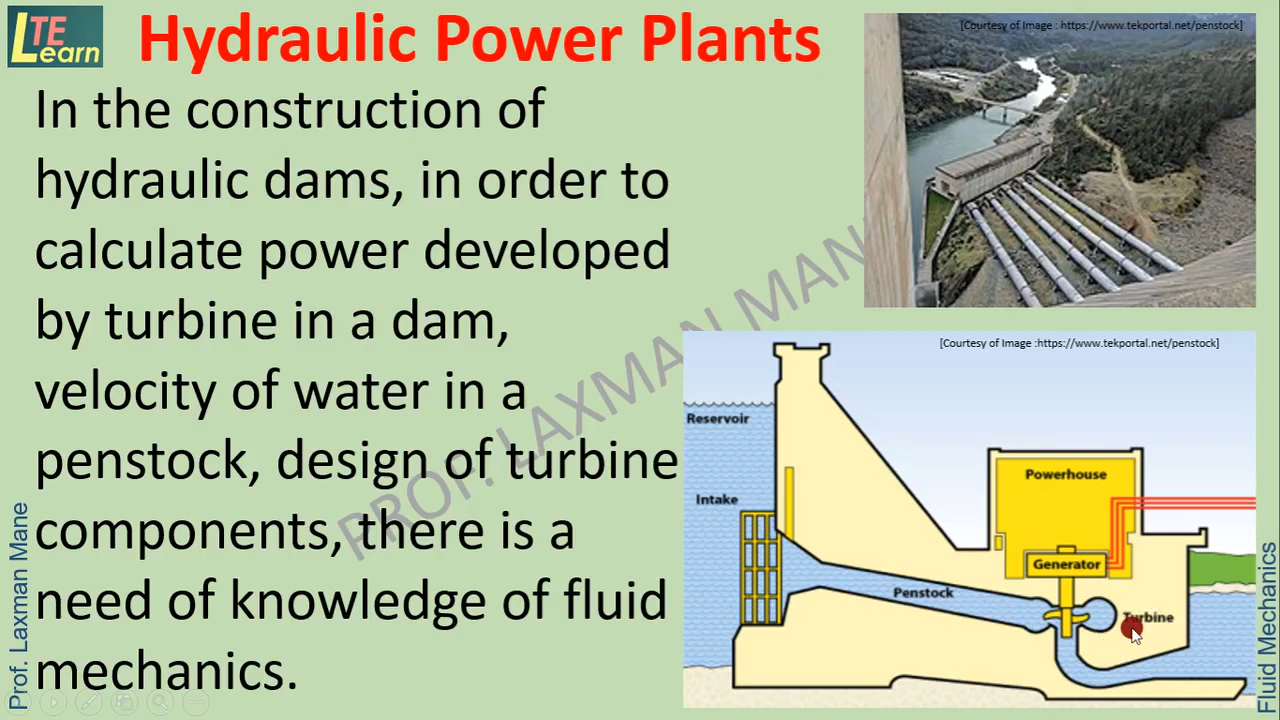 LTE
Learn
Hydraulic Power Plants
In the construction of
hydraulic dams, in order to
calculate power developed
by turbine in a dam,
velocity of water in a
penstock, design of turbine
components, there is a
need of knowledge of fluid
mechanics.
[Courtesy of Image : https://www.tekportal.net/penstock]
[Courtesy of Image :https://www.tekportal.net/penstock]
Reservoir
Intake
Powerhouse
Generator
Penstock
Turbine
PROF. LAXMAN MAN
Prof. Laxman Mane
Fluid Mechanics